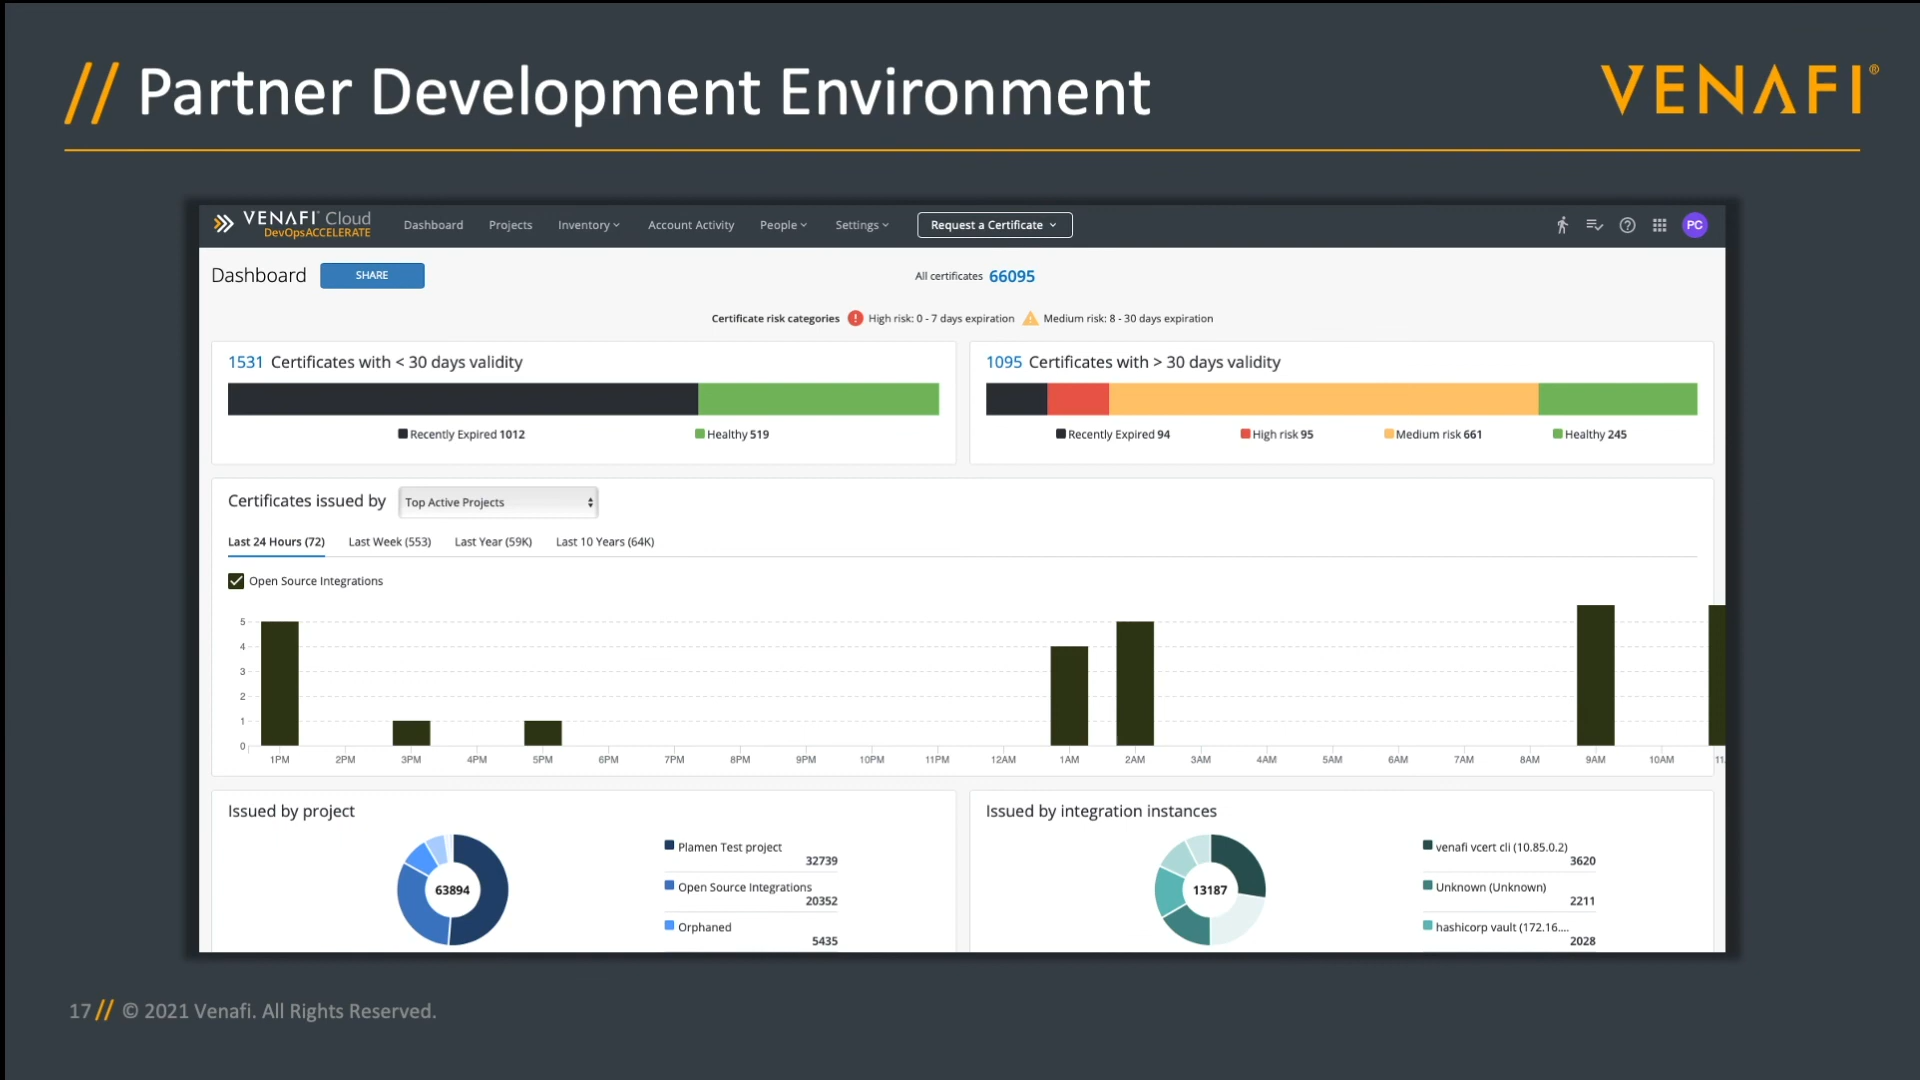 // Partner Development Environment
VENAFI®
VENAFI Cloud
DevOpsACCELERATE
Dashboard Projects Inventory Account Activity People Settings Request a Certificate PC
Dashboard SHARE All certificates 66095
Certificate risk categories High risk: 0 - 7 days expiration Medium risk: 8 - 30 days expiration
1531 Certificates with < 30 days validity
Recently Expired 1012 Healthy 519
1095 Certificates with > 30 days validity
Recently Expired 94 High risk 95 Medium risk 661 Healthy 245
Certificates issued by Top Active Projects
Last 24 Hours (72) Last Week (553) Last Year (59K) Last 10 Years (64K)
Open Source Integrations
5
4
3
2
1
0
1PM 2PM 3PM 4PM 5PM 6PM 7PM 8PM 9PM 10PM 11PM 12AM 1AM 2AM 3AM 4AM 5AM 6AM 7AM 8AM 9AM 10AM
Issued by project
63894
Plamen Test project
32739
Open Source Integrations
20352
Orphaned
5435
Issued by integration instances
13187
venafi vcert cli (10.85.0.2)
3620
Unknown (Unknown)
2211
hashicorp vault (172.16....
2028
17 // © 2021 Venafi. All Rights Reserved.